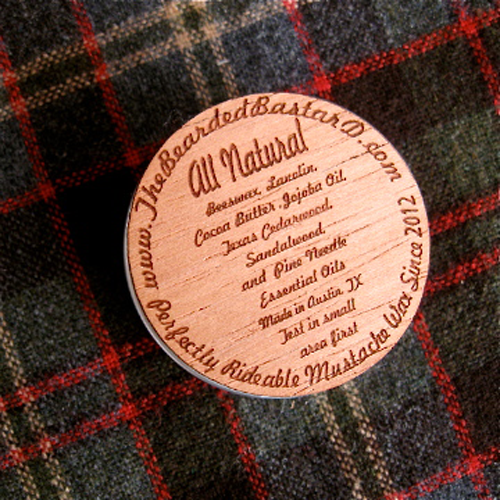 www.TheBeardedBastarD.com
All Natural
Beeswax, Lanolin,
Cocoa Butter, Jojoba Oil,
Texas Cedarwood,
Sandalwood,
and Pine Needle
Essential Oils
Made in Austin, TX
Test in small
area first
Perfectly Rideable Mustache Wax Since 2012